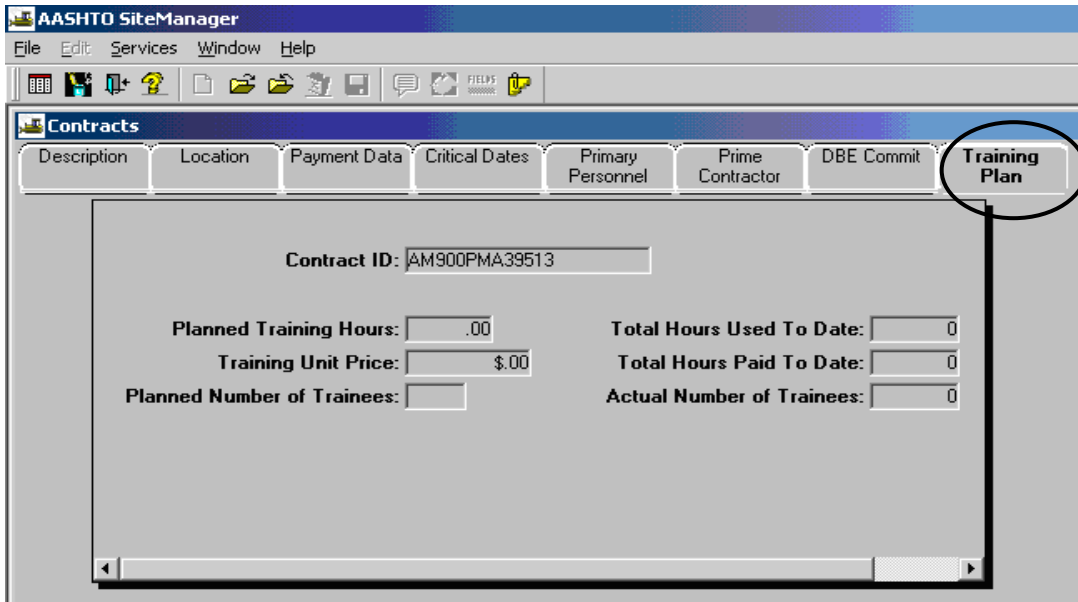 AASHTO SiteManager
File Edit Services Window Help
FIELDS
Contracts
Description Location Payment Data Critical Dates Primary Personnel Prime Contractor DBE Commit Training Plan
Contract ID: AM900PMA39513
Planned Training Hours: .00 Total Hours Used To Date: 0
Training Unit Price: $.00 Total Hours Paid To Date: 0
Planned Number of Trainees: Actual Number of Trainees: 0